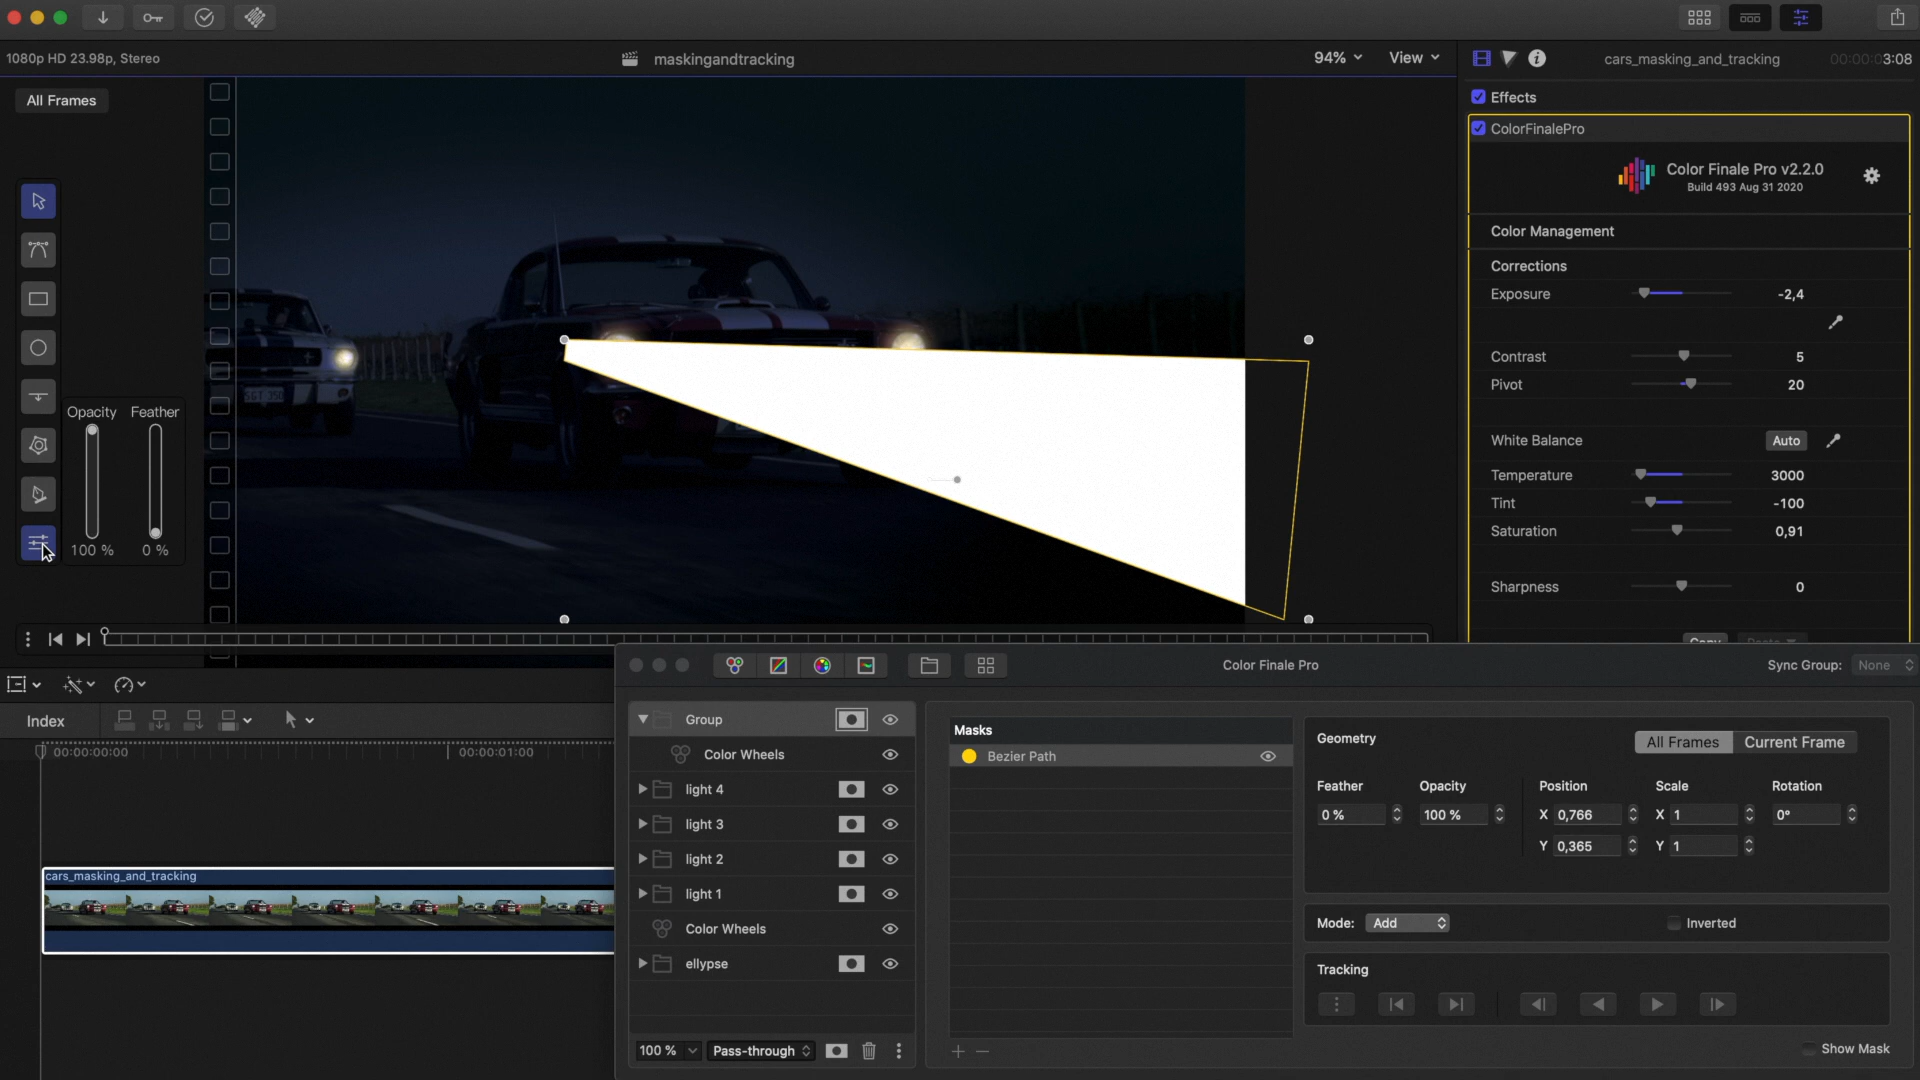 1080p HD 23.98p, Stereo
maskingandtracking
94%
View
cars_masking_and_tracking
00:00:03:08
All Frames
Effects
ColorFinalePro
Color Finale Pro v2.2.0
Build 493 Aug 31 2020
Color Management
Corrections
Exposure -2,4
Contrast 5
Pivot 20
White Balance Auto
Temperature 3000
Tint -100
Saturation 0,91
Sharpness 0
Copy Paste
Opacity Feather
100 % 0 %
Color Finale Pro
Sync Group: None
Index
00:00:00:00
00:00:01:00
cars_masking_and_tracking
Group
Color Wheels
light 4
light 3
light 2
light 1
Color Wheels
ellypse
100 %
Pass-through
Masks
Bezier Path
Geometry
All Frames Current Frame
Feather Opacity Position Scale Rotation
0 % 100 % X 0,766 X 1 0°
Y 0,365 Y 1
Mode: Add
Inverted
Tracking
Show Mask